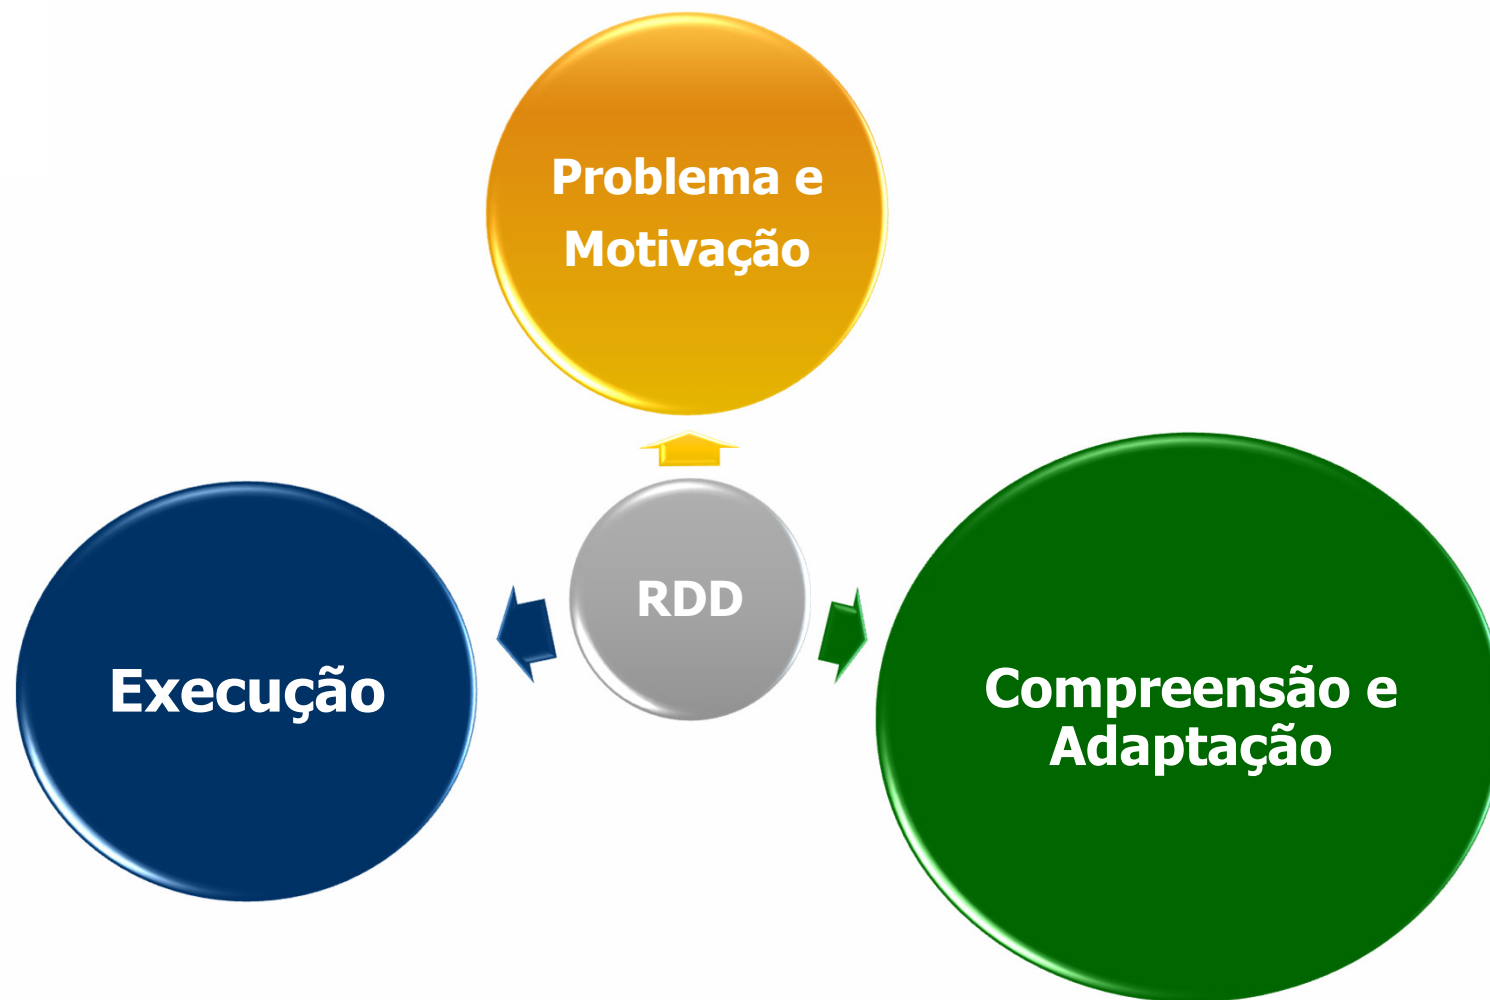 Problema e
Motivação
RDD
Execução
Compreensão e
Adaptação